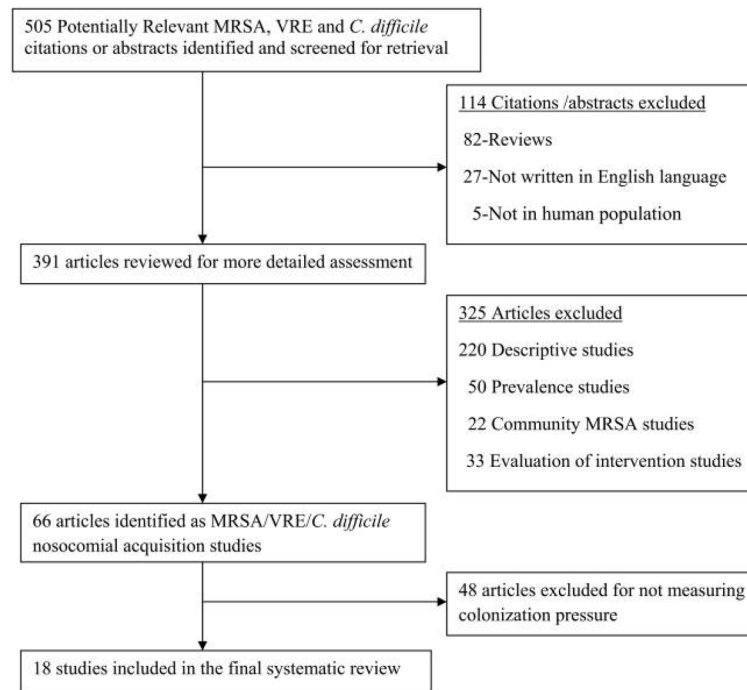 505 Potentially Relevant MRSA, VRE and C. difficile
citations or abstracts identified and screened for retrieval
114 Citations /abstracts excluded
82-Reviews
27-Not written in English language
5-Not in human population
391 articles reviewed for more detailed assessment
325 Articles excluded
220 Descriptive studies
50 Prevalence studies
22 Community MRSA studies
33 Evaluation of intervention studies
66 articles identified as MRSA/VRE/C. difficile
nosocomial acquisition studies
48 articles excluded for not measuring
colonization pressure
18 studies included in the final systematic review